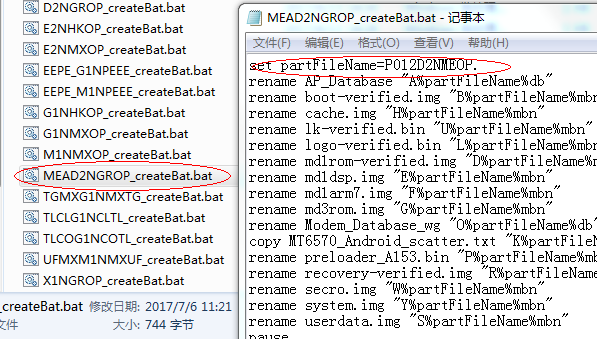 D2NGROP_createBat.bat
E2NHKOP_createBat.bat
E2NMXOP_createBat.bat
EEPE_G1NPEEE_createBat.bat
EEPE_M1NPEEE_createBat.bat
G1NHKOP_createBat.bat
G1NMXOP_createBat.bat
M1NMXOP_createBat.bat
MEAD2NGROP_createBat.bat
TGMXG1NMXTG_createBat.bat
TLCLG1NCLTL_createBat.bat
TLCOG1NCOTL_createBat.bat
UFMXM1NMXUF_createBat.bat
X1NGROP_createBat.bat
_createBat.bat 修改日期: 2017/7/6 11:21
文件 大小: 744 字节
MEAD2NGROP_createBat.bat - 记事本
文件(F) 编辑(E) 格式(O) 查看(V) 帮助(H)
set partFileName=P012D2NMEOP.
rename AP_Database "A%partFileName%db"
rename boot-verified.img "B%partFileName%mbn"
rename cache.img "H%partFileName%mbn"
rename lk-verified.bin "U%partFileName%mbn"
rename logo-verified.bin "L%partFileName%mbn"
rename md1rom-verified.img "D%partFileName%mbn
rename md1dsp.img "E%partFileName%mbn"
rename md1arm7.img "F%partFileName%mbn"
rename md3rom.img "G%partFileName%mbn"
rename Modem_Database_wg "O%partFileName%db"
copy MT6570_Android_scatter.txt "K%partFileName
rename preloader_A153.bin "P%partFileName%mbn"
rename recovery-verified.img "R%partFileName%m
rename secro.img "W%partFileName%mbn"
rename system.img "Y%partFileName%mbn"
rename userdata.img "S%partFileName%mbn"
pause